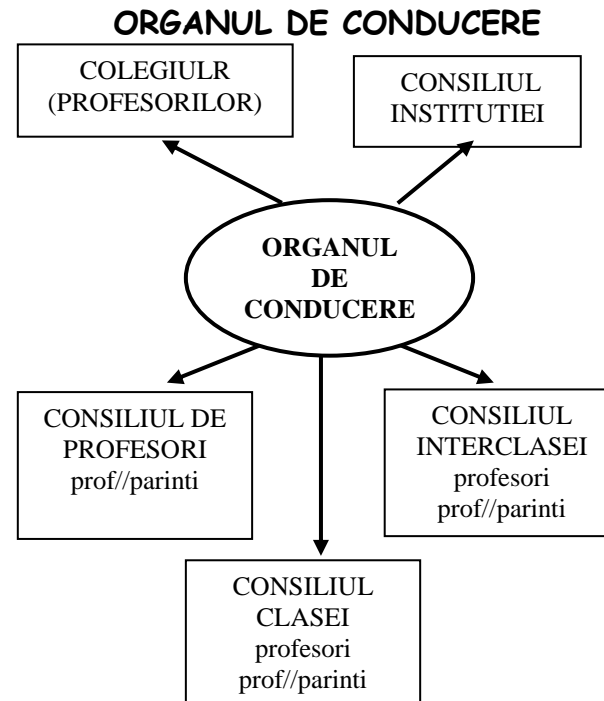 ORGANUL DE CONDUCERE
COLEGIULR
(PROFESORILOR)
CONSILIUL
INSTITUTIEI
ORGANUL
DE
CONDUCERE
CONSILIUL DE
PROFESORI
prof//parinti
CONSILIUL
INTERCLASEI
profesori
prof//parinti
CONSILIUL
CLASEI
profesori
prof//parinti